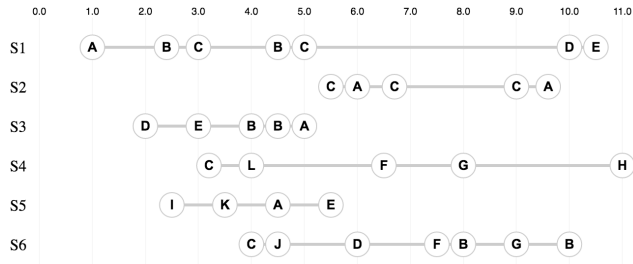 0.0 1.0 2.0 3.0 4.0 5.0 6.0 7.0 8.0 9.0 10.0 11.0
S1 A B C B C D E
S2 C A C C A
S3 D E B B A
S4 C L F G H
S5 I K A E
S6 C J D F B G B